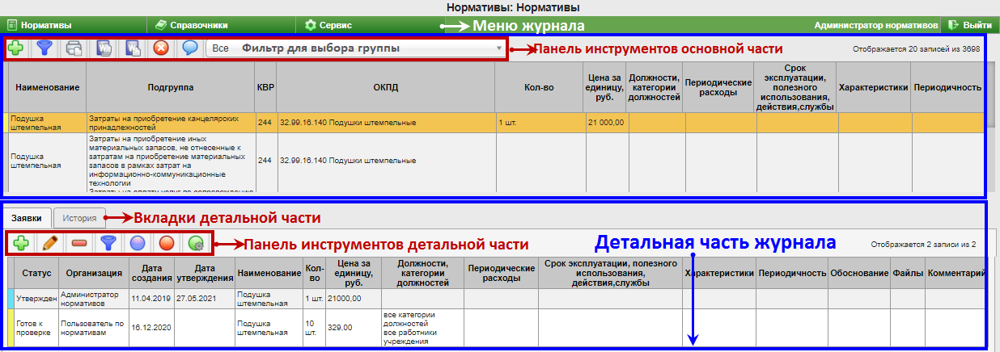 Нормативы: Нормативы
Нормативы Справочники Сервис Меню журнала Администратор нормативов Выйти
Все Фильтр для выбора группы Панель инструментов основной части Отображается 20 записей из 3698
Наименование Подгруппа КВР ОКПД Кол-во Цена за единицу, руб. Должности, категории должностей Периодические расходы Срок эксплуатации, полезного использования, действия,службы Характеристики Периодичность
Подушка штемпельная Затраты на приобретение канцелярских принадлежностей 244 32.99.16.140 Подушки штемпельные 1 шт. 21 000,00
Подушка штемпельная Затраты на приобретение иных материальных запасов, не отнесенные к затратам на приобретение материальных запасов в рамках затрат на информационно-коммуникационные технологии 244 32.99.16.140 Подушки штемпельные
Затраты на оплату услуг по сопровождению
Заявки История Вкладки детальной части
Панель инструментов детальной части Детальная часть журнала Отображается 2 записи из 2
Статус Организация Дата создания Дата утверждения Наименование Кол-во Цена за единицу, руб. Должности, категории должностей Периодические расходы Срок эксплуатации, полезного использования, действия,службы Характеристики Периодичность Обоснование Файлы Комментарий
Утвержден Администратор нормативов 11.04.2019 27.05.2021 Подушка штемпельная 1 шт. 21000,00
Готов к проверке Пользователь по нормативам 16.12.2020 Подушка штемпельная 10 шт. 329,00 все категории должностей все работники учреждения